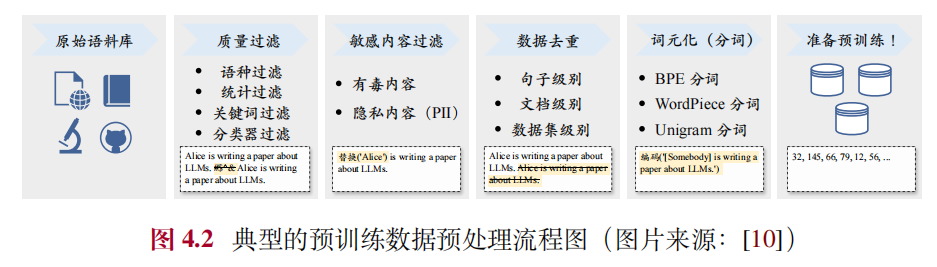 原始语料库
质量过滤
• 语种过滤
• 统计过滤
• 关键词过滤
• 分类器过滤
Alice is writing a paper about
LLMs. #$^& Alice is writing
a paper about LLMs.
敏感内容过滤
• 有毒内容
• 隐私内容（PII）
替换('Alice') is writing a paper
about LLMs.
数据去重
• 句子级别
• 文档级别
• 数据集级别
Alice is writing a paper about
LLMs. Alice is writing a paper
about LLMs.
词元化（分词）
• BPE 分词
• WordPiece 分词
• Unigram 分词
编码('[Somebody] is writing a
paper about LLMs.')
准备预训练！
32, 145, 66, 79, 12, 56, ...
图 4.2 典型的预训练数据预处理流程图（图片来源：[10]）